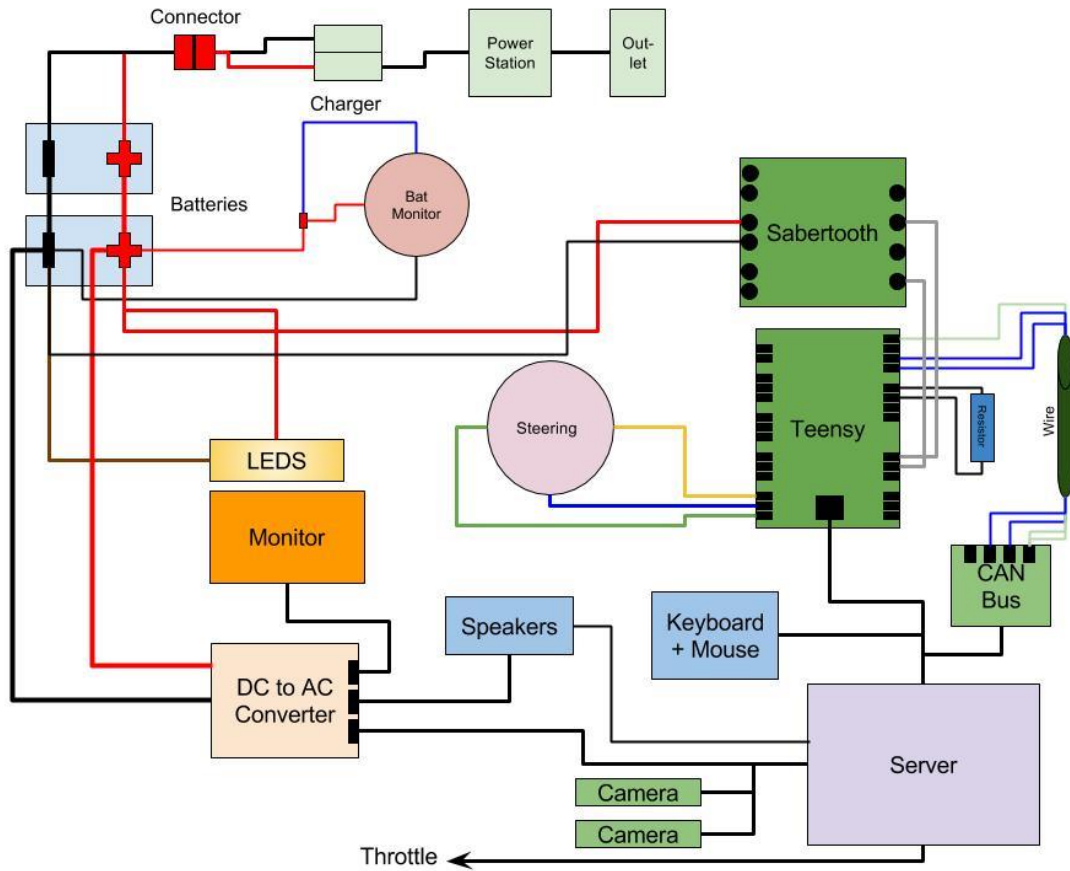 Connector
Power
Station
Out-
let
Charger
Batteries
Bat
Monitor
Sabertooth
Steering
Teensy
Resistor
Wire
LEDS
Monitor
CAN
Bus
Speakers
Keyboard
+ Mouse
DC to AC
Converter
Server
Camera
Camera
Throttle